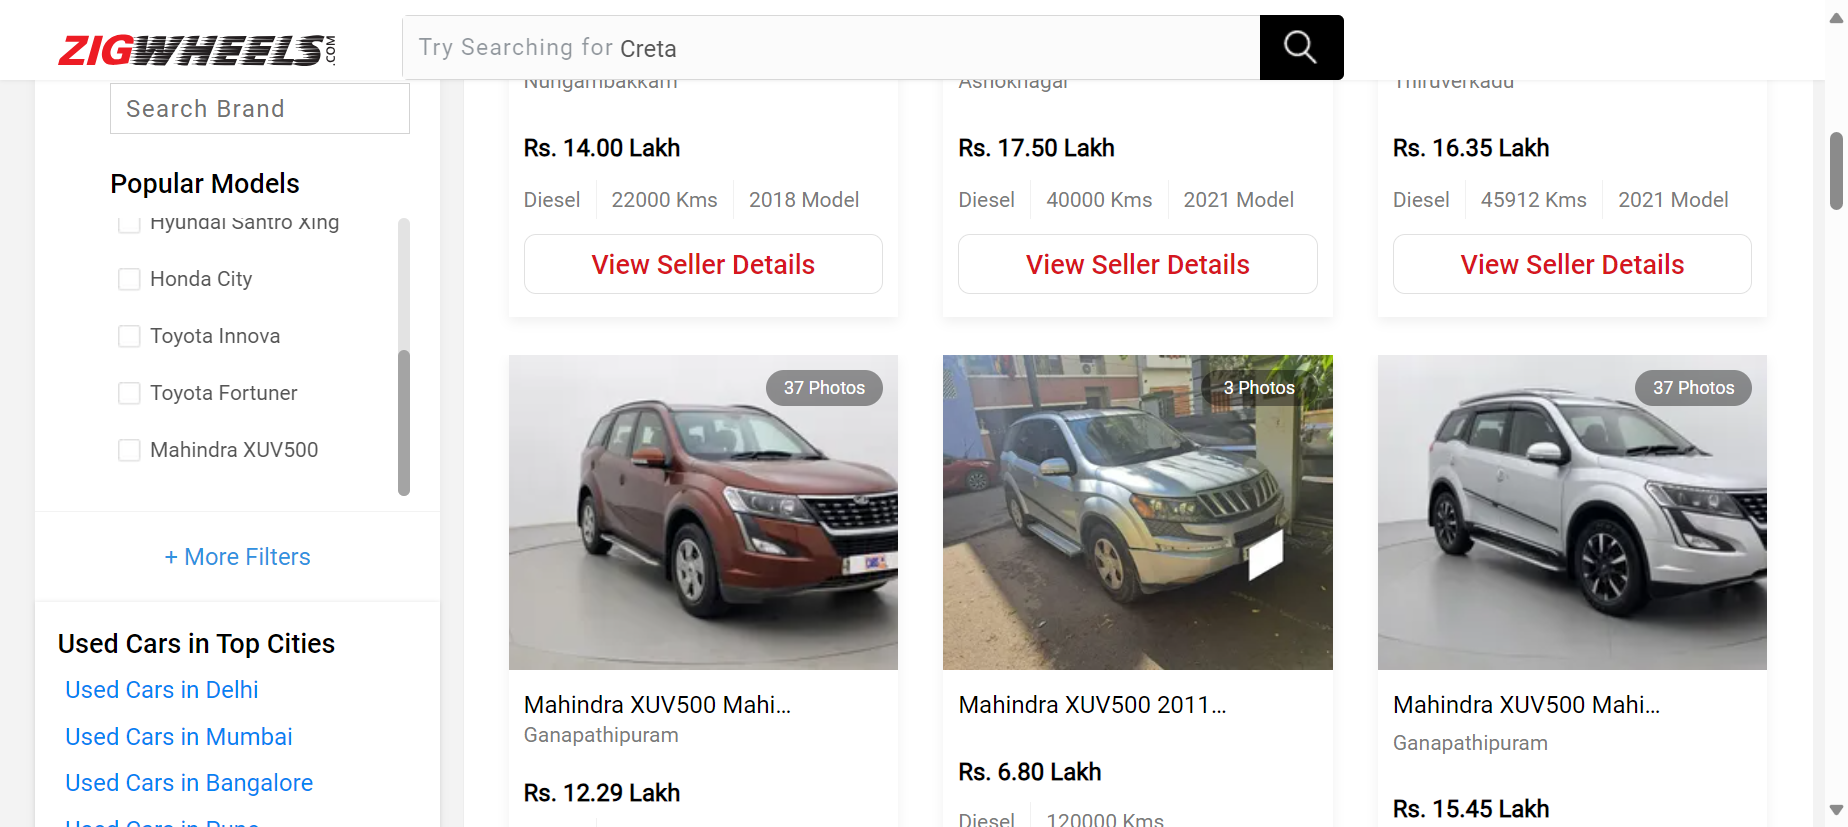 ZIGWHEELS.COM
Try Searching for Creta
Search Brand
Popular Models
Hyundai Santro Xing
Honda City
Toyota Innova
Toyota Fortuner
Mahindra XUV500
+ More Filters
Used Cars in Top Cities
Used Cars in Delhi
Used Cars in Mumbai
Used Cars in Bangalore
Used Cars in Pune
Nungambakkam
Rs. 14.00 Lakh
Diesel 22000 Kms 2018 Model
View Seller Details
Ashoknagar
Rs. 17.50 Lakh
Diesel 40000 Kms 2021 Model
View Seller Details
Thiruverkadu
Rs. 16.35 Lakh
Diesel 45912 Kms 2021 Model
View Seller Details
37 Photos
Mahindra XUV500 Mahi...
Ganapathipuram
Rs. 12.29 Lakh
3 Photos
Mahindra XUV500 2011...
Rs. 6.80 Lakh
Diesel 120000 Kms
37 Photos
Mahindra XUV500 Mahi...
Ganapathipuram
Rs. 15.45 Lakh